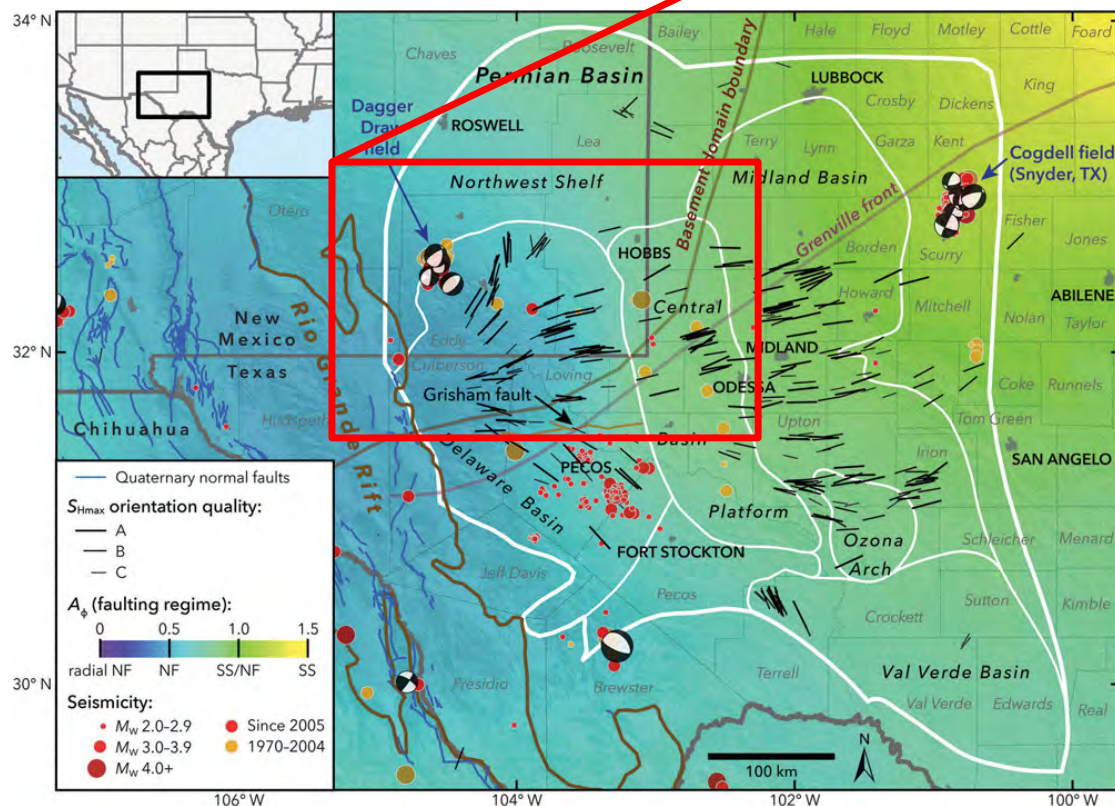 34° N
32° N
30° N
106° W
104° W
102° W
100° W
Chaves
Roosevelt
Bailey
Hale
Floyd
Motley
Cottle
Foard
Permian Basin
LUBBOCK
King
Dagger
Draw
field
ROSWELL
Lea
Basement domain boundary
Crosby
Dickens
Terry
Lynn
Garza
Kent
Cogdell field
(Snyder, TX)
Northwest Shelf
Midland Basin
Grenville front
Otero
HOBBS
Borden
Scurry
Fisher
Jones
Central
Howard
Mitchell
ABILENE
Nolan
Taylor
New
Mexico
Texas
Rio Grande Rift
Eddy
Culberson
Loving
MIDLAND
Grisham fault
ODESSA
Coke
Runnels
Hudspeth
Chihuahua
Upton
Tom Green
Basin
Irion
SAN ANGELO
PECOS
Delaware Basin
Platform
Ozona
Arch
Schleicher
Menard
FORT STOCKTON
Jeff Davis
Pecos
Crockett
Sutton
Kimble
Presidio
Brewster
Terrell
Val Verde Basin
Val Verde
Edwards
Real
Quaternary normal faults
SHmax orientation quality:
A
B
C
Aϕ (faulting regime):
0 0.5 1.0 1.5
radial NF NF SS/NF SS
Seismicity:
Mw 2.0–2.9
Since 2005
Mw 3.0–3.9
1970–2004
Mw 4.0+
N
100 km